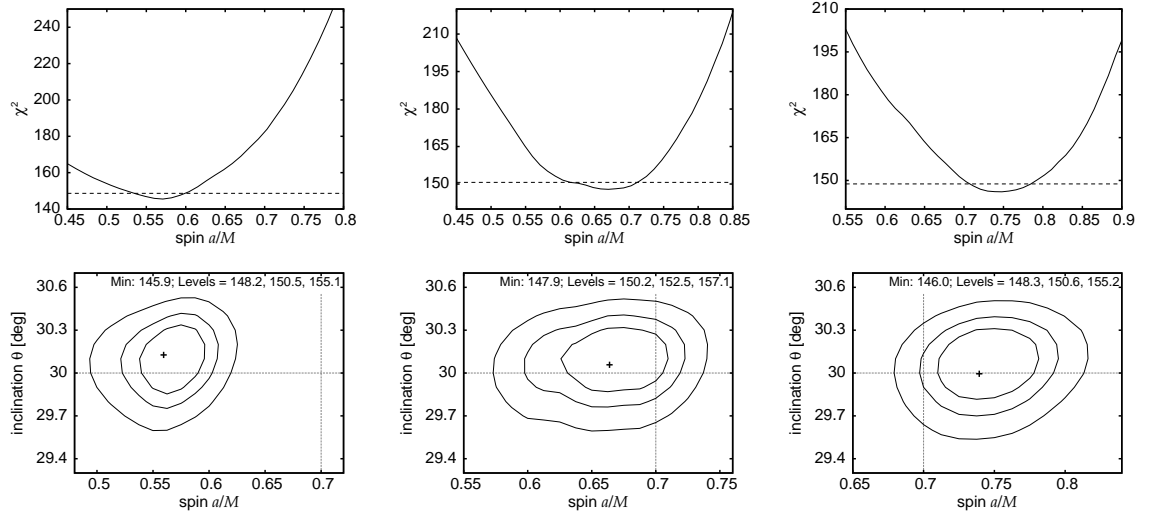 240
220
200
180
160
140
χ²
0.45 0.5 0.55 0.6 0.65 0.7 0.75 0.8
spin a/M
210
195
180
165
150
χ²
0.45 0.5 0.55 0.6 0.65 0.7 0.75 0.8 0.85
spin a/M
210
195
180
165
150
χ²
0.55 0.6 0.65 0.7 0.75 0.8 0.85 0.9
spin a/M
Min: 145.9; Levels = 148.2, 150.5, 155.1
30.6
30.3
30
29.7
29.4
inclination θ [deg]
0.5 0.55 0.6 0.65 0.7
spin a/M
Min: 147.9; Levels = 150.2, 152.5, 157.1
30.6
30.3
30
29.7
29.4
inclination θ [deg]
0.55 0.6 0.65 0.7 0.75
spin a/M
Min: 146.0; Levels = 148.3, 150.6, 155.2
30.6
30.3
30
29.7
29.4
inclination θ [deg]
0.65 0.7 0.75 0.8
spin a/M